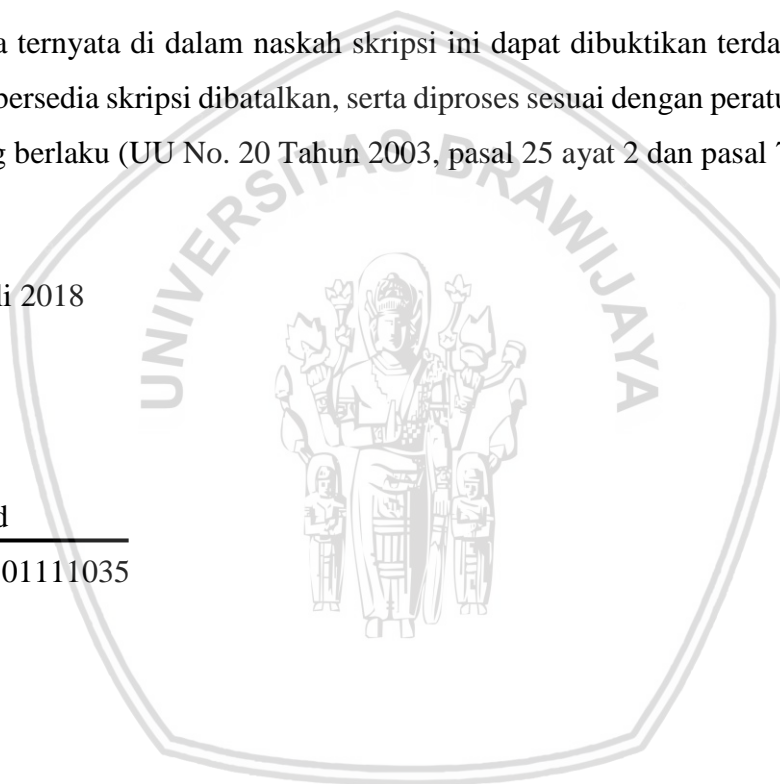 a ternyata di dalam naskah skripsi ini dapat dibuktikan terda
bersedia skripsi dibatalkan, serta diproses sesuai dengan peratu
g berlaku (UU No. 20 Tahun 2003, pasal 25 ayat 2 dan pasal 7
UNIVERSITAS BRAWIJAYA
li 2018
d
01111035